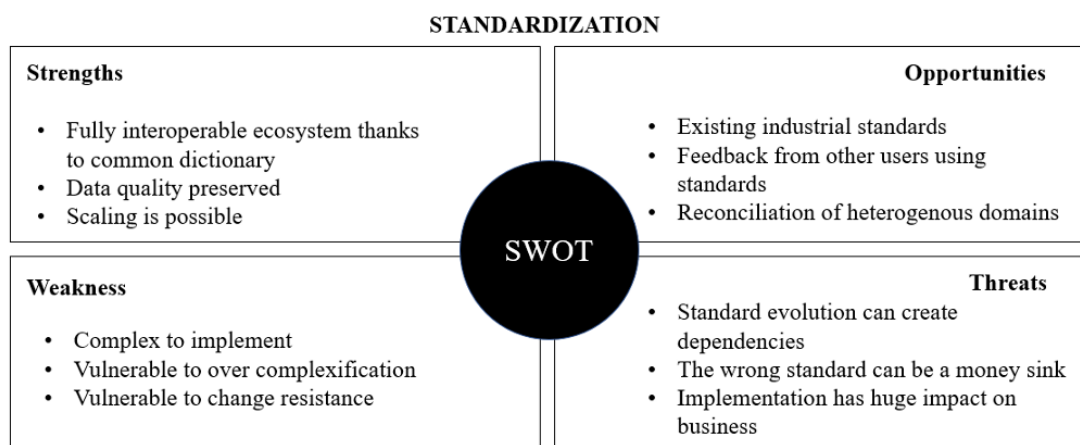 STANDARDIZATION
Strengths
• Fully interoperable ecosystem thanks
to common dictionary
• Data quality preserved
• Scaling is possible
Opportunities
• Existing industrial standards
• Feedback from other users using
standards
• Reconciliation of heterogenous domains
SWOT
Weakness
• Complex to implement
• Vulnerable to over complexification
• Vulnerable to change resistance
Threats
• Standard evolution can create
dependencies
• The wrong standard can be a money sink
• Implementation has huge impact on
business